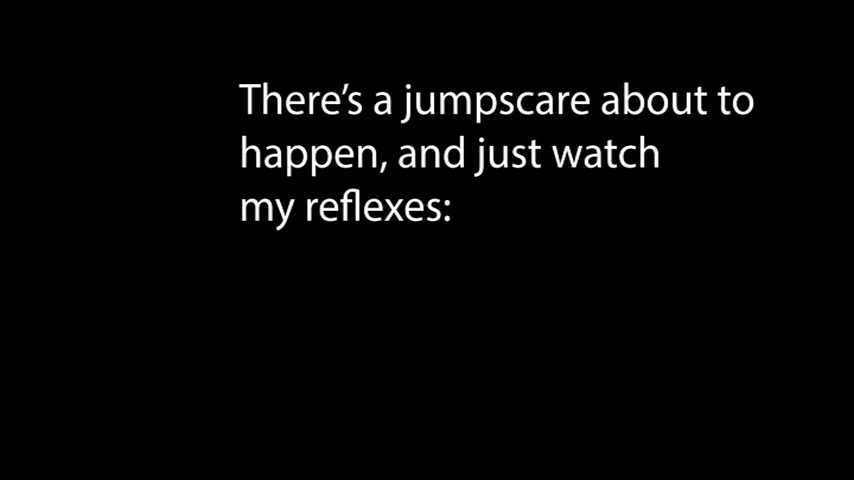 There’s a jumpscare about to
happen, and just watch
my reflexes: